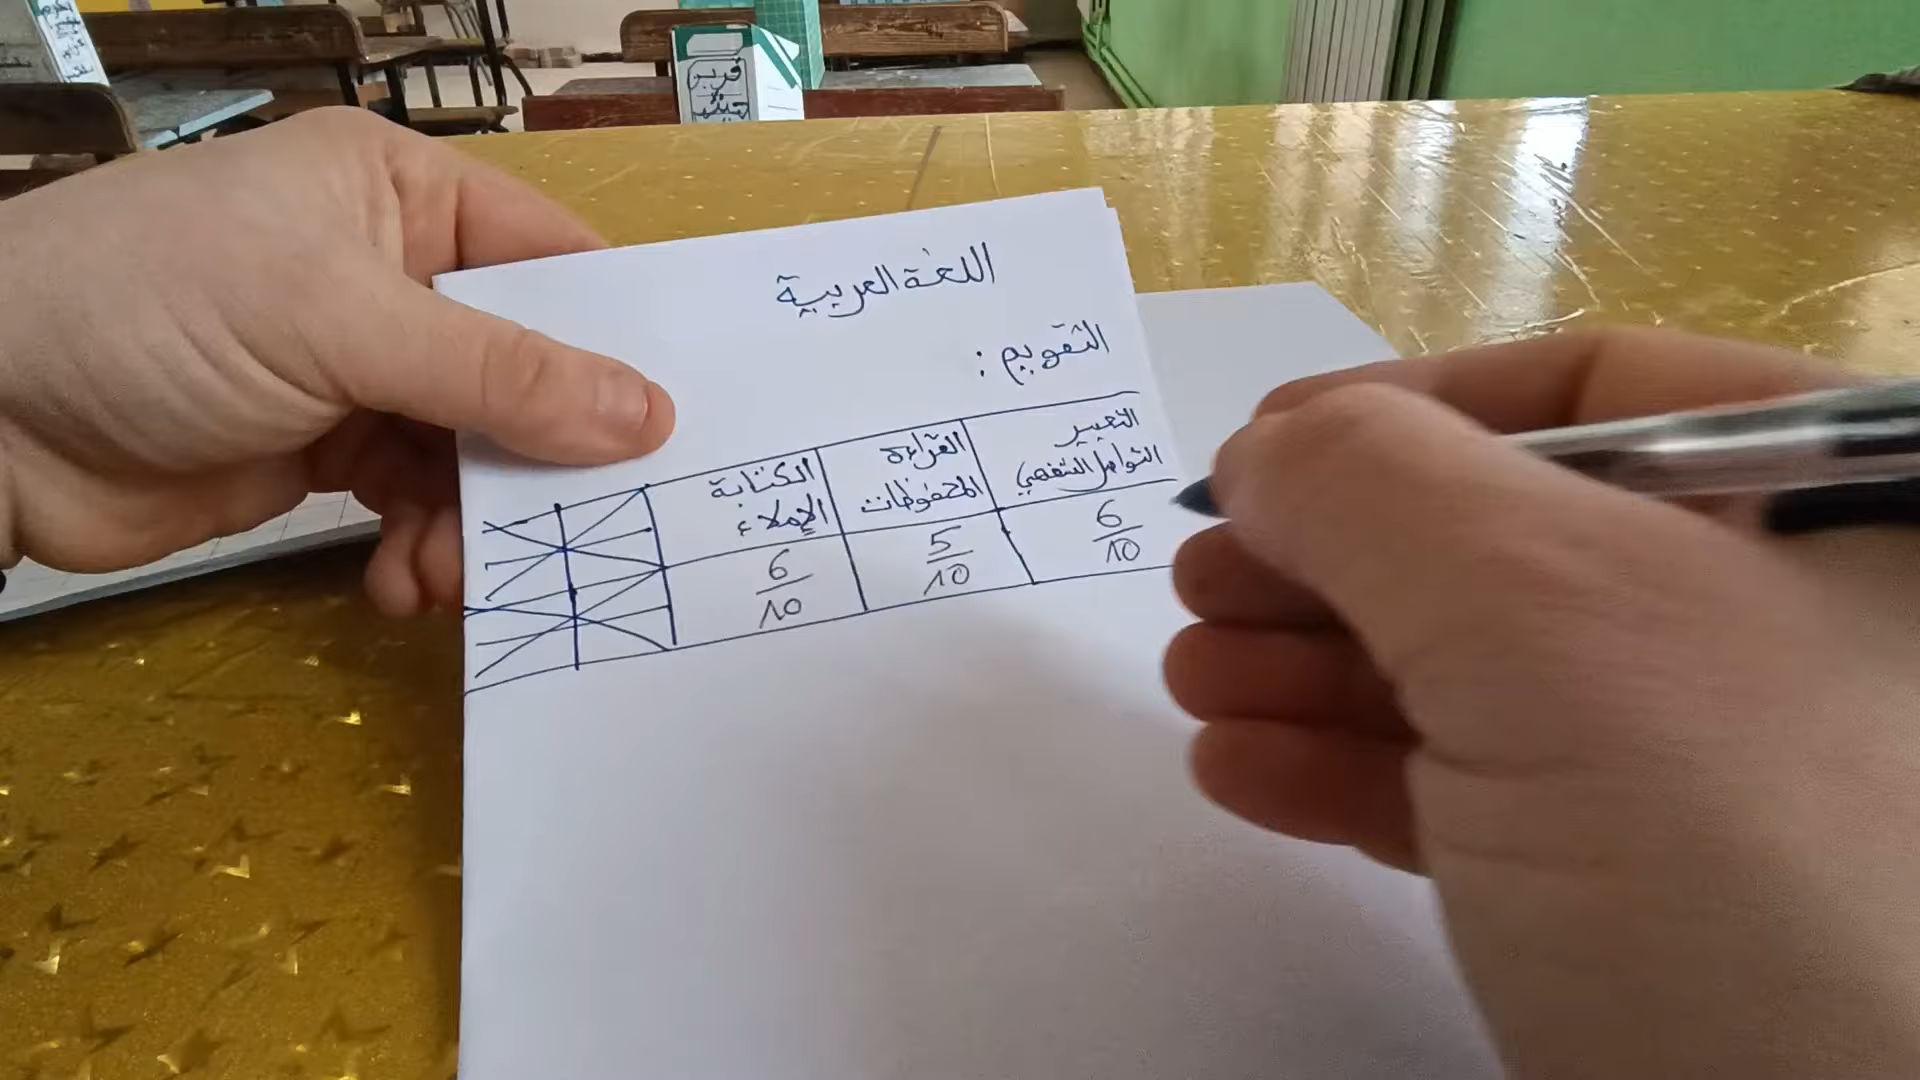 اللغة العربية
التقويم :
التعبير
التواصل الشفهي
القراءة
المحفوظات
الكتابة
الإملاء
6/10
5/10
6/10